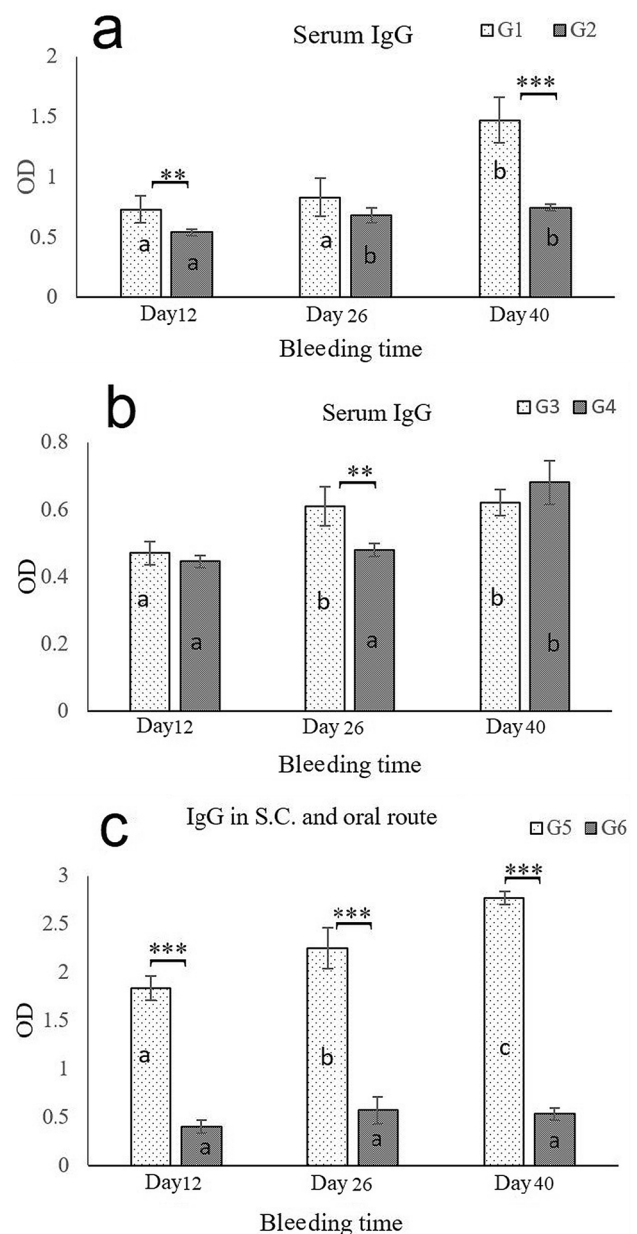 a
Serum IgG
G1 G2
OD
2
1.5
1
0.5
0
**
***
a a
a b
b b
Day12 Day 26 Day 40
Bleeding time
b
Serum IgG
G3 G4
OD
0.8
0.6
0.4
0.2
0
**
a a
b a
b b
Day12 Day 26 Day 40
Bleeding time
c
IgG in S.C. and oral route
G5 G6
OD
3
2.5
2
1.5
1
0.5
0
***
***
***
a a
b a
c a
Day12 Day 26 Day 40
Bleeding time